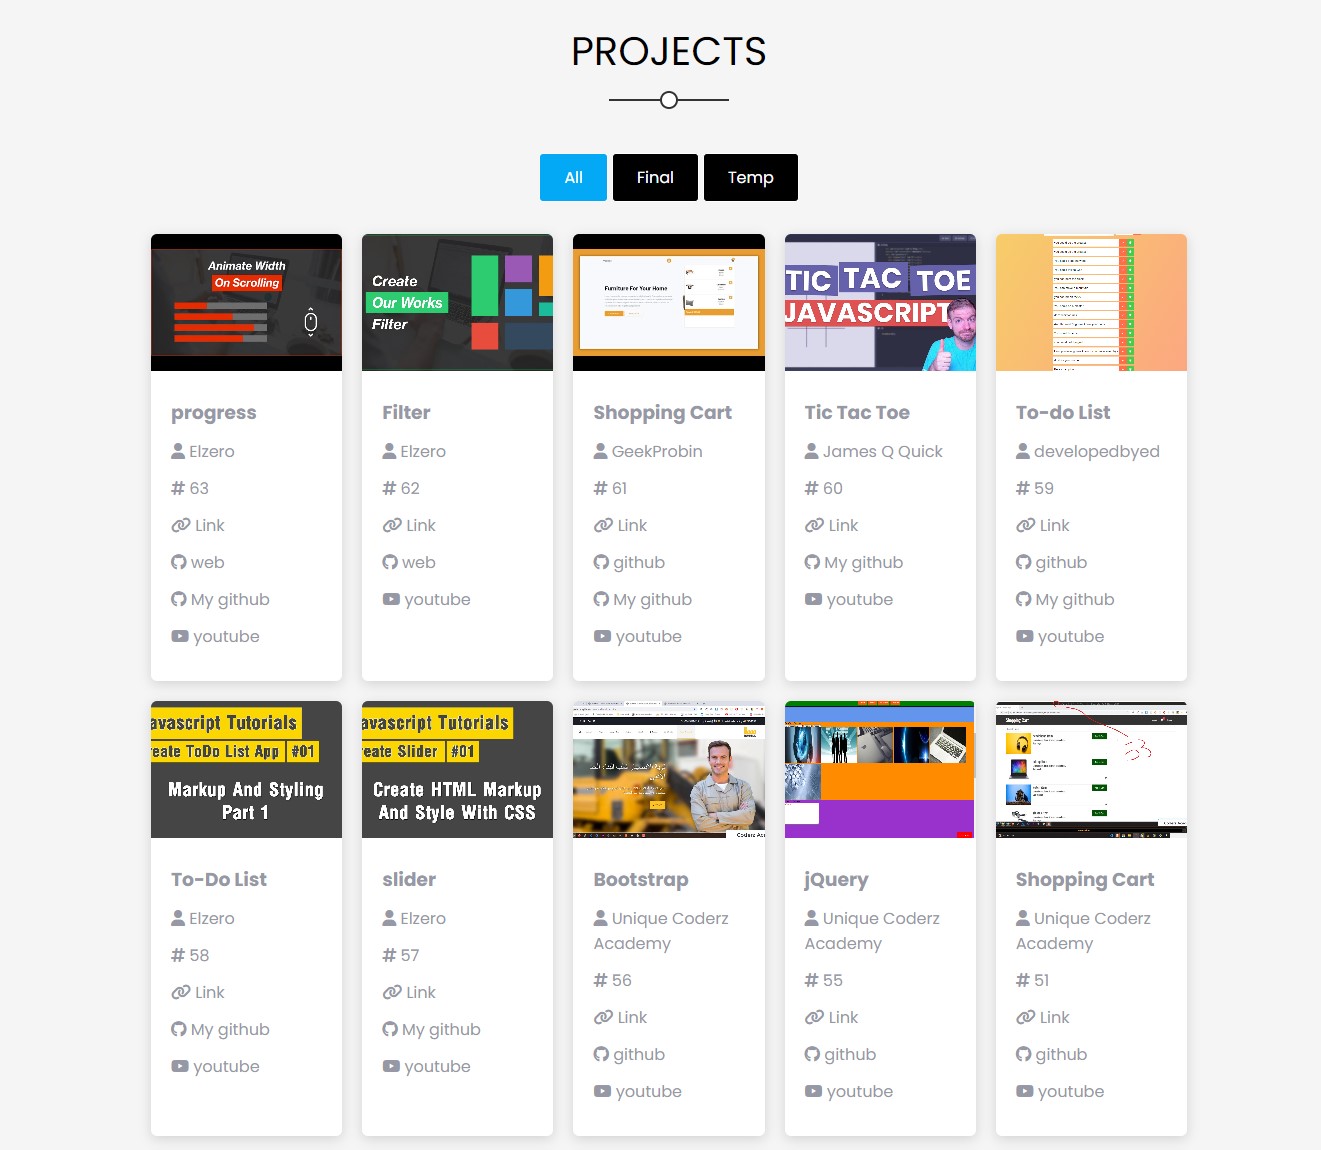 PROJECTS
All
Final
Temp
Animate Width
On Scrolling
progress
Elzero
# 63
Link
web
My github
youtube
Create
Our Works
Filter
Filter
Elzero
# 62
Link
web
youtube
Furniture For Your Home
Shopping Cart
GeekProbin
# 61
Link
github
My github
youtube
TIC TAC TOE
JAVASCRIPT
Tic Tac Toe
James Q Quick
# 60
Link
My github
youtube
To-do List
developedbyed
# 59
Link
github
My github
youtube
avascript Tutorials
reate ToDo List App #01
Markup And Styling
Part 1
To-Do List
Elzero
# 58
Link
My github
youtube
avascript Tutorials
reate Slider #01
Create HTML Markup
And Style With CSS
slider
Elzero
# 57
Link
My github
youtube
Coderz Ac
Bootstrap
Unique Coderz
Academy
# 56
Link
github
youtube
jQuery
Unique Coderz
Academy
# 55
Link
github
youtube
Shopping Cart
Shopping Cart
Unique Coderz
Academy
# 51
Link
github
youtube